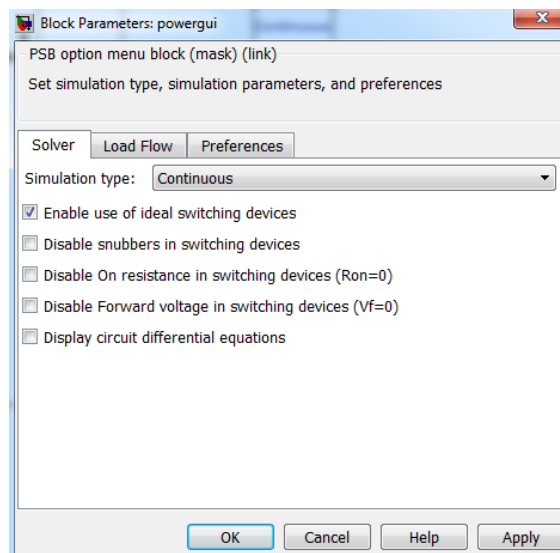 Block Parameters: powergui
PSB option menu block (mask) (link)
Set simulation type, simulation parameters, and preferences
Solver Load Flow Preferences
Simulation type: Continuous
Enable use of ideal switching devices
Disable snubbers in switching devices
Disable On resistance in switching devices (Ron=0)
Disable Forward voltage in switching devices (Vf=0)
Display circuit differential equations
OK Cancel Help Apply